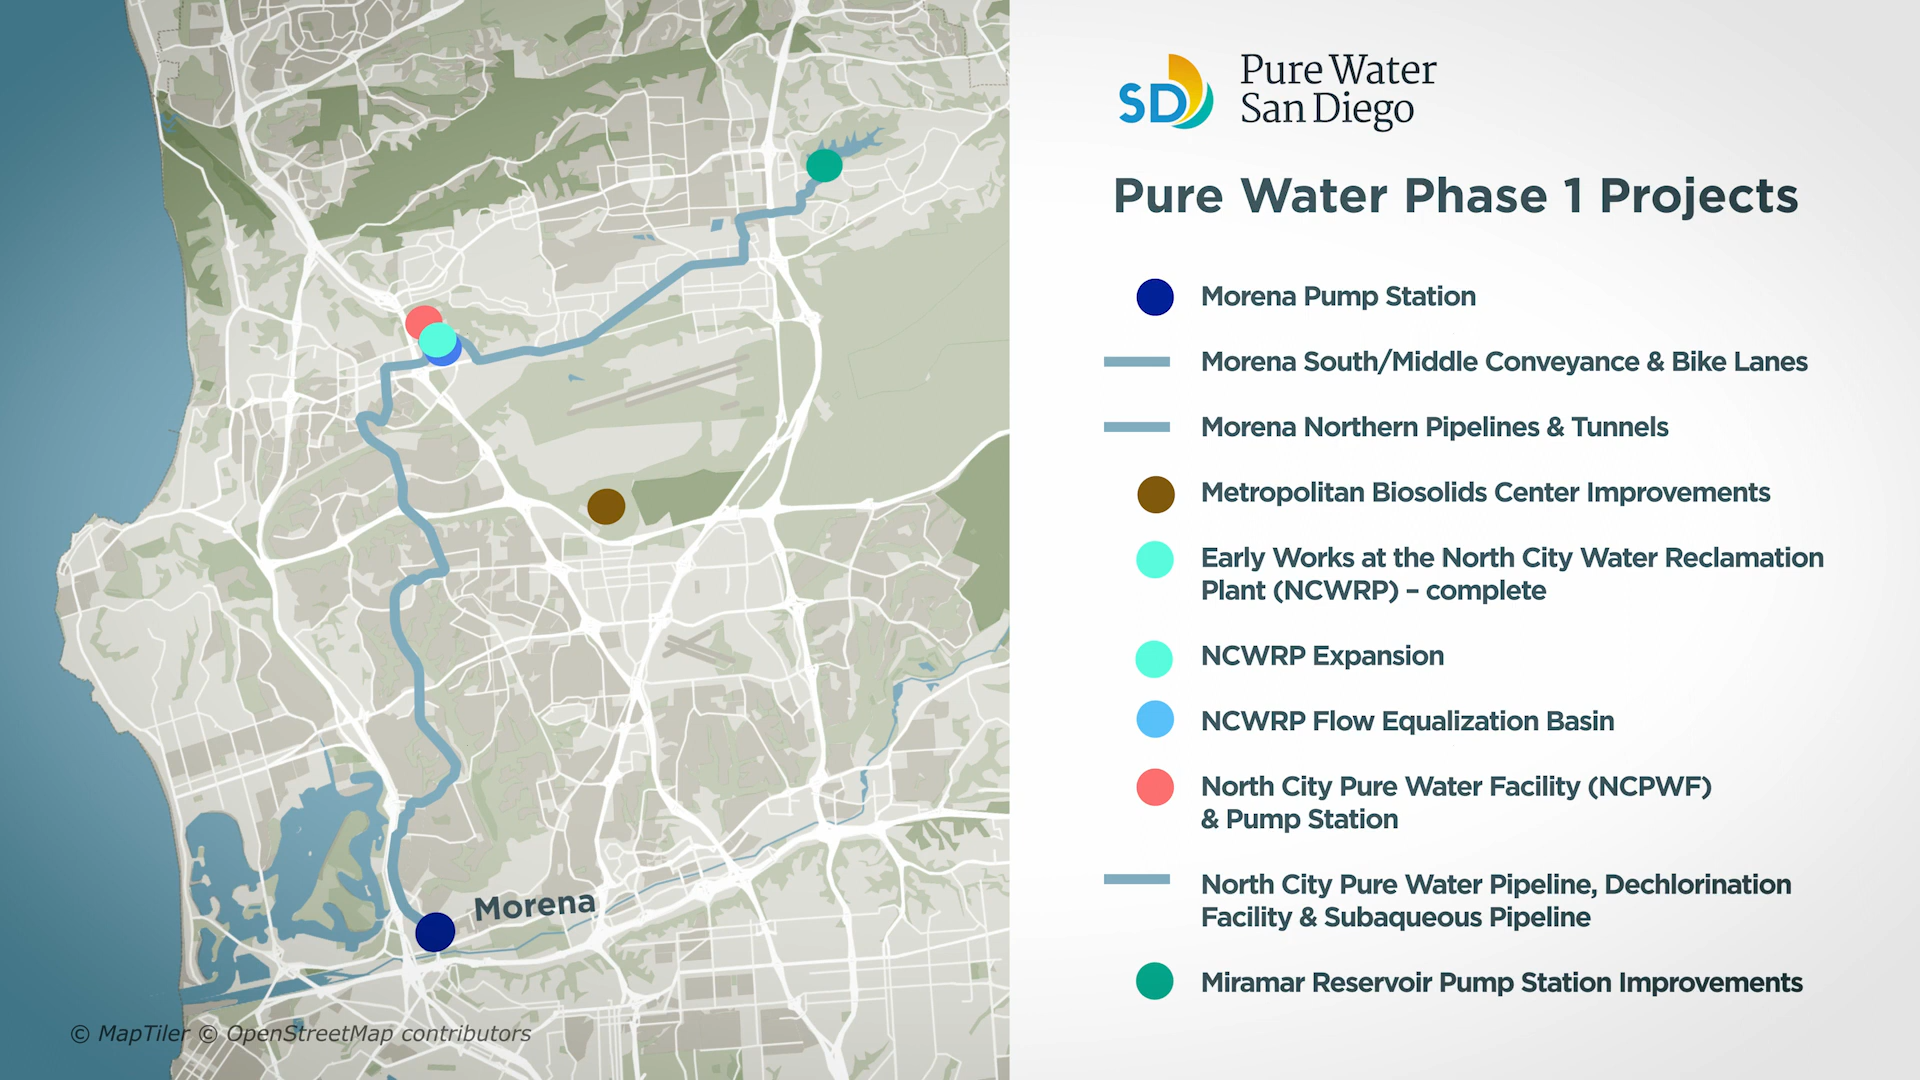 SD
Pure Water
San Diego
Pure Water Phase 1 Projects
Morena Pump Station
Morena South/Middle Conveyance & Bike Lanes
Morena Northern Pipelines & Tunnels
Metropolitan Biosolids Center Improvements
Early Works at the North City Water Reclamation
Plant (NCWRP) – complete
NCWRP Expansion
NCWRP Flow Equalization Basin
North City Pure Water Facility (NCPWF)
& Pump Station
North City Pure Water Pipeline, Dechlorination
Facility & Subaqueous Pipeline
Miramar Reservoir Pump Station Improvements
Morena
© MapTiler © OpenStreetMap contributors